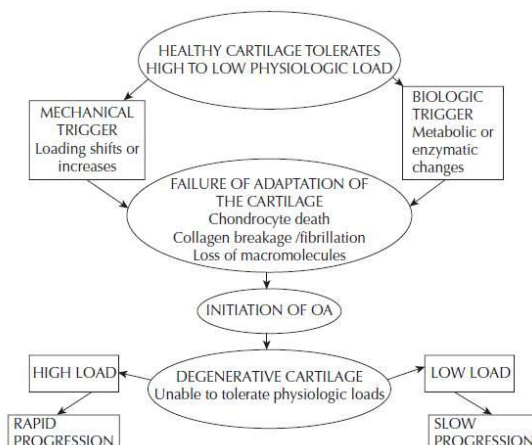 HEALTHY CARTILAGE TOLERATES
HIGH TO LOW PHYSIOLOGIC LOAD
MECHANICAL
TRIGGER
Loading shifts or
increases
BIOLOGIC
TRIGGER
Metabolic or
enzymatic
changes
FAILURE OF ADAPTATION OF
THE CARTILAGE
Chondrocyte death
Collagen breakage /fibrillation
Loss of macromolecules
INITIATION OF OA
HIGH LOAD
DEGENERATIVE CARTILAGE
Unable to tolerate physiologic loads
LOW LOAD
RAPID
PROGRESSION
SLOW
PROGRESSION